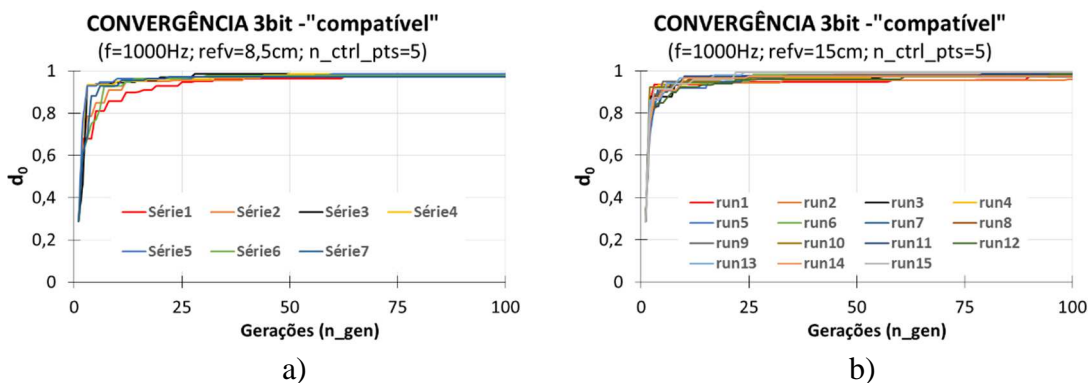 CONVERGÊNCIA 3bit -"compatível"
(f=1000Hz; refv=8,5cm; n_ctrl_pts=5)
1
0,8
0,6
d0
0,4
0,2
0
Série1 Série2 Série3 Série4
Série5 Série6 Série7
0 25 50 75 100
Gerações (n_gen)
a)
CONVERGÊNCIA 3bit -"compatível"
(f=1000Hz; refv=15cm; n_ctrl_pts=5)
1
0,8
0,6
d0
0,4
0,2
0
run1 run2 run3 run4
run5 run6 run7 run8
run9 run10 run11 run12
run13 run14 run15
0 25 50 75 100
Gerações (n_gen)
b)